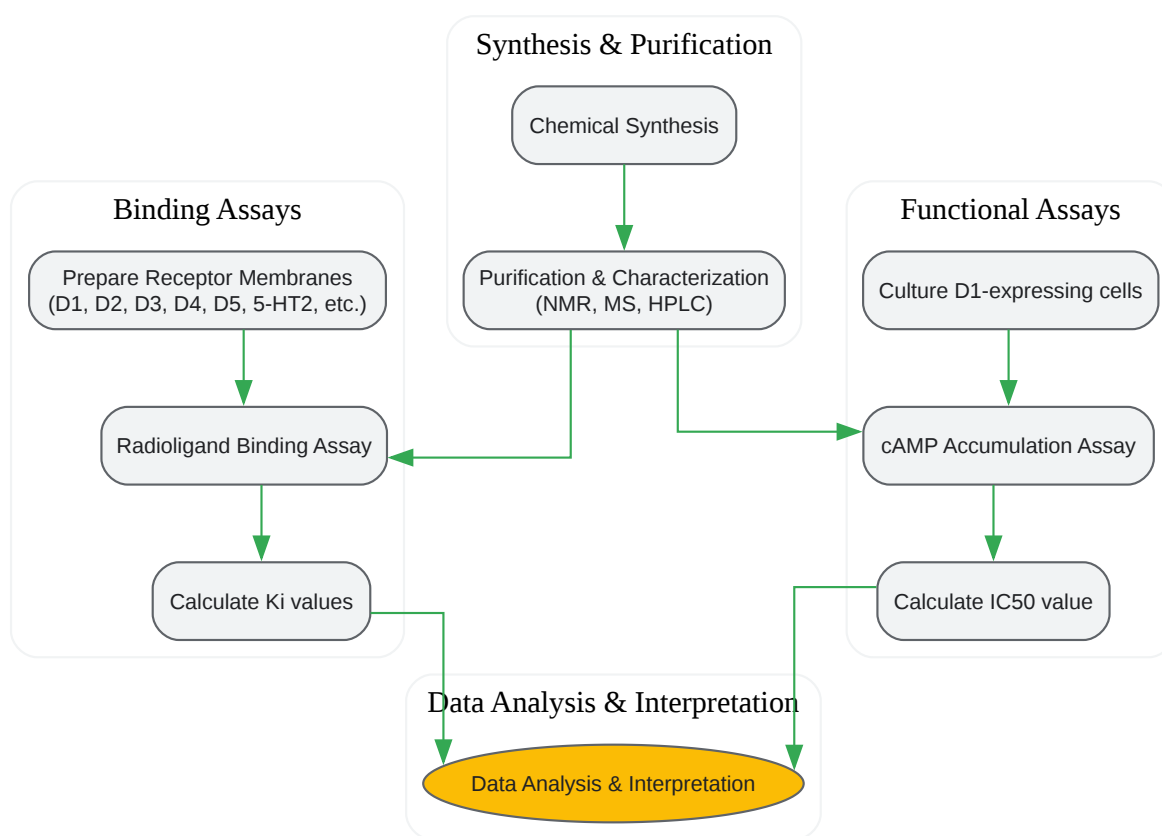 Synthesis & Purification
Chemical Synthesis
Purification & Characterization
(NMR, MS, HPLC)
Binding Assays
Prepare Receptor Membranes
(D1, D2, D3, D4, D5, 5-HT2, etc.)
Radioligand Binding Assay
Calculate Ki values
Functional Assays
Culture D1-expressing cells
cAMP Accumulation Assay
Calculate IC50 value
Data Analysis & Interpretation
Data Analysis & Interpretation